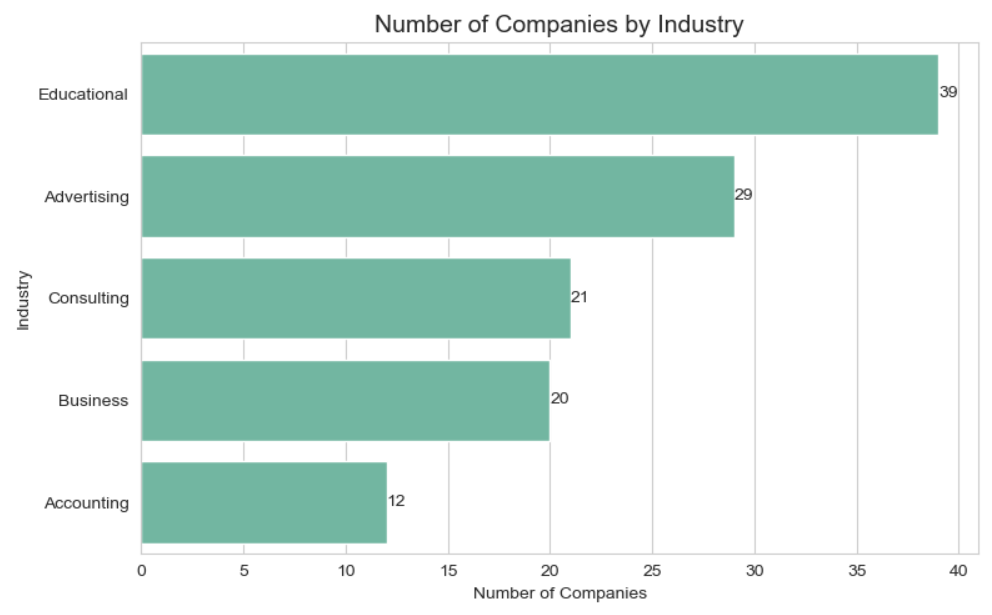 Number of Companies by Industry
Educational
39
Advertising
29
Consulting
21
Business
20
Accounting
12
Industry
0 5 10 15 20 25 30 35 40
Number of Companies